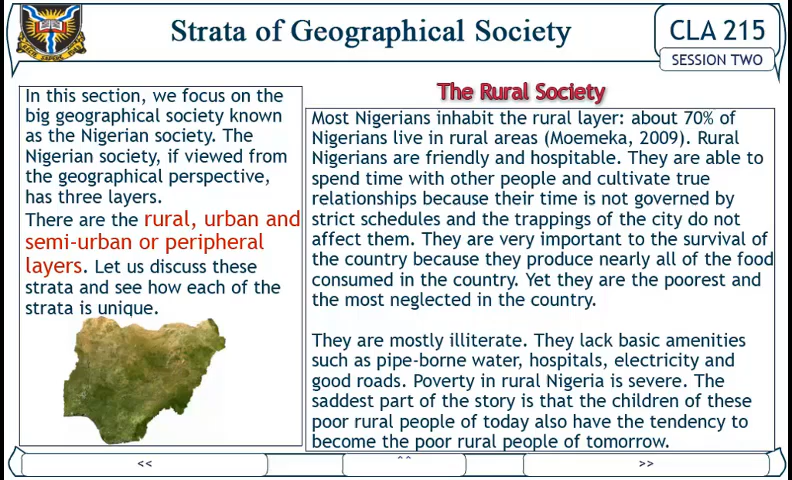 Strata of Geographical Society
CLA 215
SESSION TWO
In this section, we focus on the
big geographical society known
as the Nigerian society. The
Nigerian society, if viewed from
the geographical perspective,
has three layers.
There are the rural, urban and
semi-urban or peripheral
layers. Let us discuss these
strata and see how each of the
strata is unique.
The Rural Society
Most Nigerians inhabit the rural layer: about 70% of
Nigerians live in rural areas (Moemeka, 2009). Rural
Nigerians are friendly and hospitable. They are able to
spend time with other people and cultivate true
relationships because their time is not governed by
strict schedules and the trappings of the city do not
affect them. They are very important to the survival of
the country because they produce nearly all of the food
consumed in the country. Yet they are the poorest and
the most neglected in the country.
They are mostly illiterate. They lack basic amenities
such as pipe-borne water, hospitals, electricity and
good roads. Poverty in rural Nigeria is severe. The
saddest part of the story is that the children of these
poor rural people of today also have the tendency to
become the poor rural people of tomorrow.
<< ^^ >>